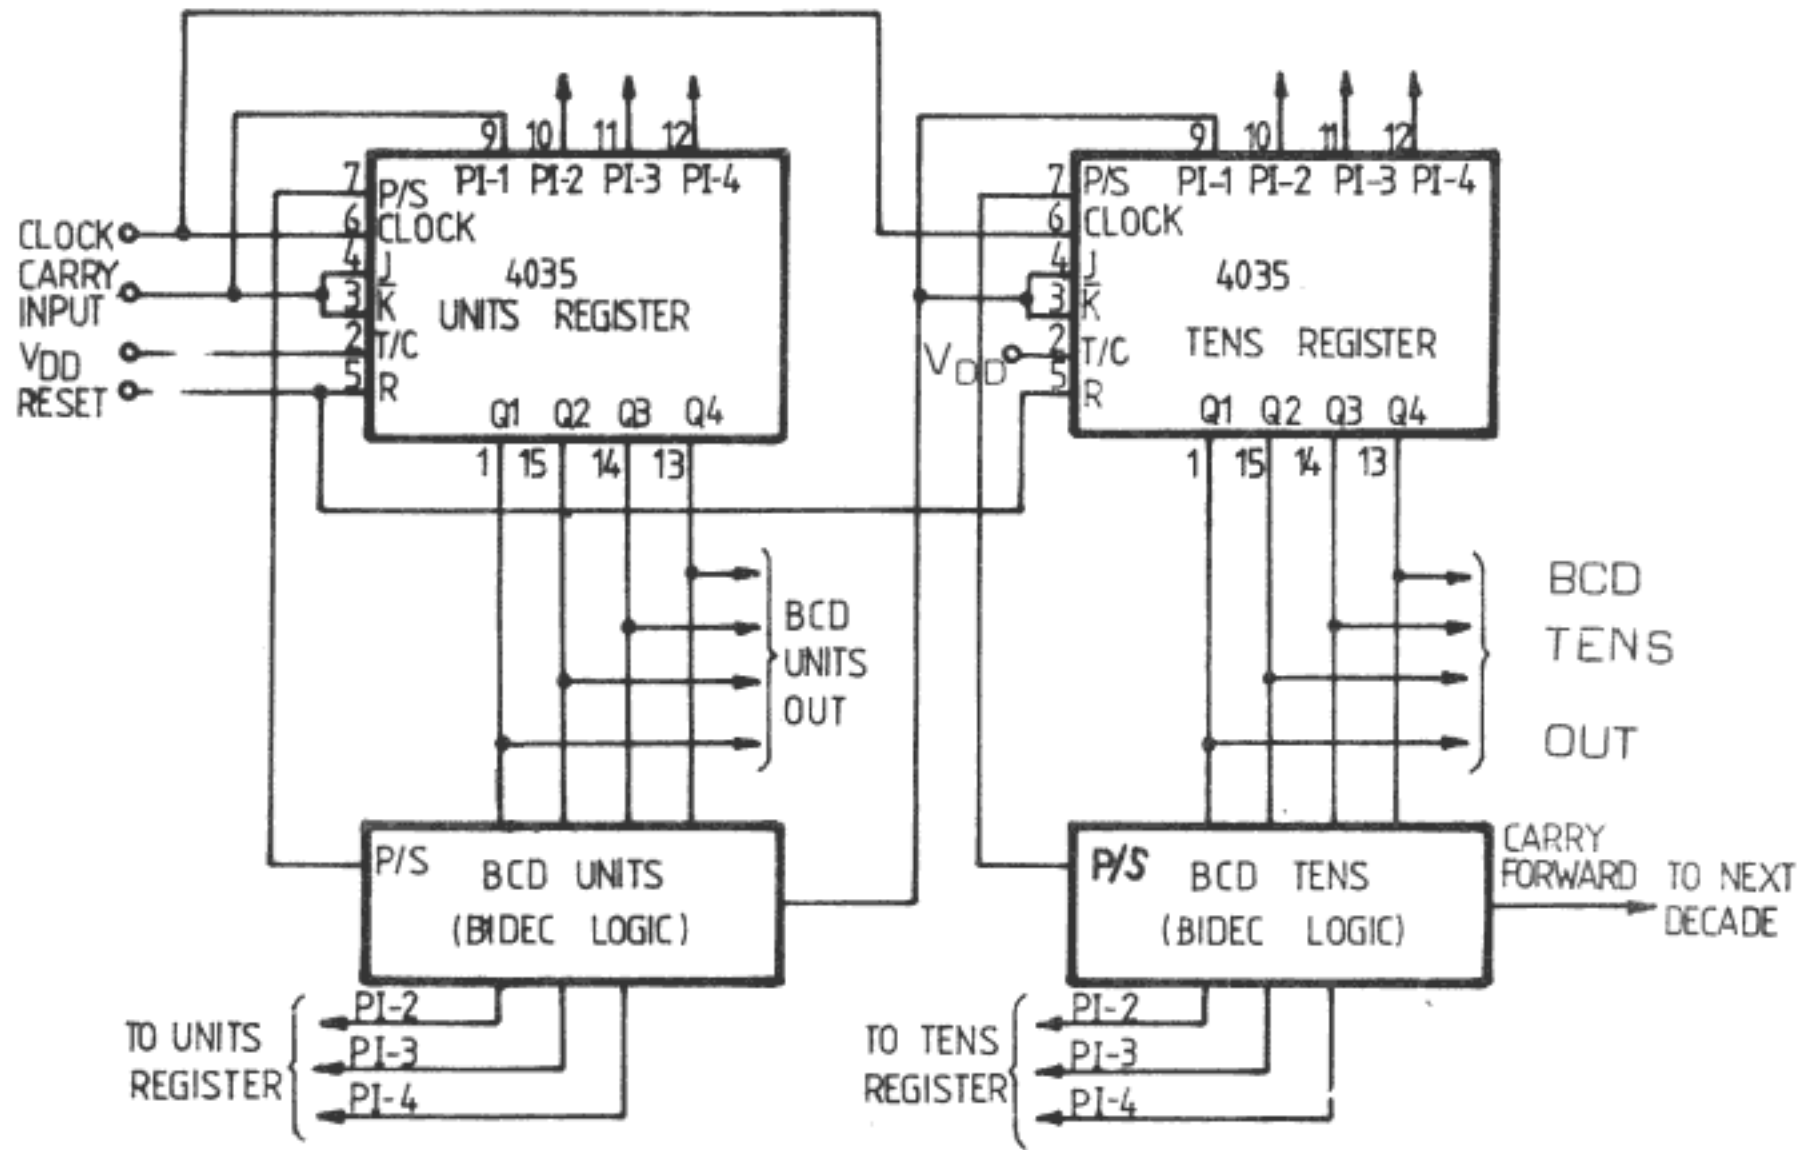 9 10 11 12
PI-1 PI-2 PI-3 PI-4
7 P/S
CLOCK 6 CLOCK
CARRY INPUT
4 J
3 K̅
4035
UNITS REGISTER
VDD 2 T/C
RESET 5 R
Q1 Q2 Q3 Q4
1 15 14 13
BCD
UNITS
OUT
P/S
BCD UNITS
(BIDEC LOGIC)
PI-2
PI-3
PI-4
TO UNITS
REGISTER
9 10 11 12
PI-1 PI-2 PI-3 PI-4
7 P/S
6 CLOCK
4 J
3 K̅
4035
TENS REGISTER
VDD 2 T/C
5 R
Q1 Q2 Q3 Q4
1 15 14 13
BCD
TENS
OUT
P/S
BCD TENS
(BIDEC LOGIC)
CARRY
FORWARD TO NEXT
DECADE
PI-2
PI-3
PI-4
TO TENS
REGISTER